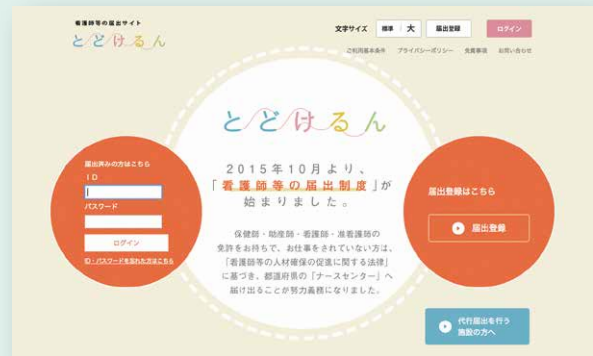 看護師等の届出サイト
とどけるん
文字サイズ 標準 大 届出登録 ログイン
ご利用基本条件 プライバシーポリシー 免責事項 お問い合わせ
とどけるん
2015年10月より、
「看護師等の届出制度」が
始まりました。
保健師・助産師・看護師・准看護師の
免許をお持ちで、お仕事をされていない方は、
「看護師等の人材確保の促進に関する法律」
に基づき、都道府県の「ナースセンター」へ
届け出ることが努力義務になりました。
届出済みの方はこちら
ID
パスワード
ログイン
ID・パスワードを忘れた方はこちら
届出登録はこちら
届出登録
代行届出を行う
施設の方へ